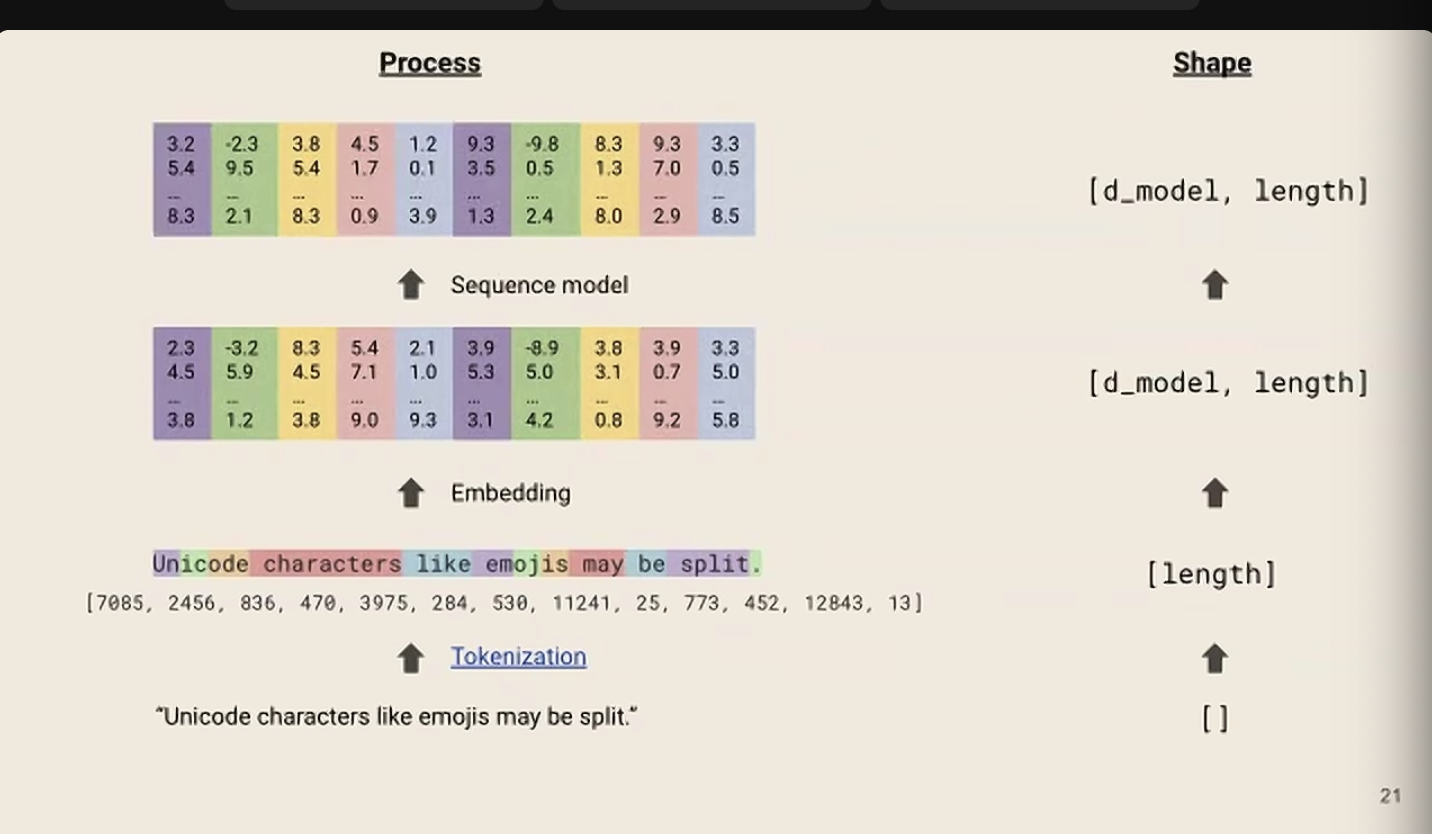 Process Shape
3.2 -2.3 3.8 4.5 1.2 9.3 -9.8 8.3 9.3 3.3
5.4 9.5 5.4 1.7 0.1 3.5 0.5 1.3 7.0 0.5
... ... ... ... ... ... ... ... ... ...
8.3 2.1 8.3 0.9 3.9 1.3 2.4 8.0 2.9 8.5
[d_model, length]
Sequence model
2.3 -3.2 8.3 5.4 2.1 3.9 -8.9 3.8 3.9 3.3
4.5 5.9 4.5 7.1 1.0 5.3 5.0 3.1 0.7 5.0
... ... ... ... ... ... ... ... ... ...
3.8 1.2 3.8 9.0 9.3 3.1 4.2 0.8 9.2 5.8
[d_model, length]
Embedding
Unicode characters like emojis may be split.
[length]
[7085, 2456, 836, 470, 3975, 284, 530, 11241, 25, 773, 452, 12843, 13]
Tokenization
“Unicode characters like emojis may be split.”
[]
21